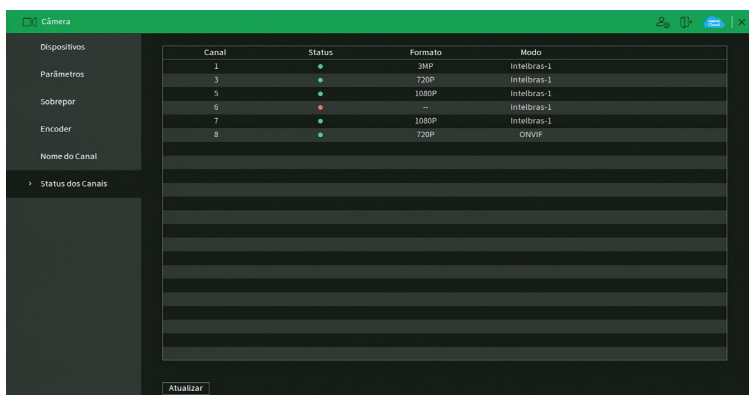 Câmera
Dispositivos
Parâmetros
Sobrepor
Encoder
Nome do Canal
› Status dos Canais
Canal Status Formato Modo
1 3MP Intelbras-1
3 720P Intelbras-1
5 1080P Intelbras-1
6 -- Intelbras-1
7 1080P Intelbras-1
8 720P ONVIF
Atualizar